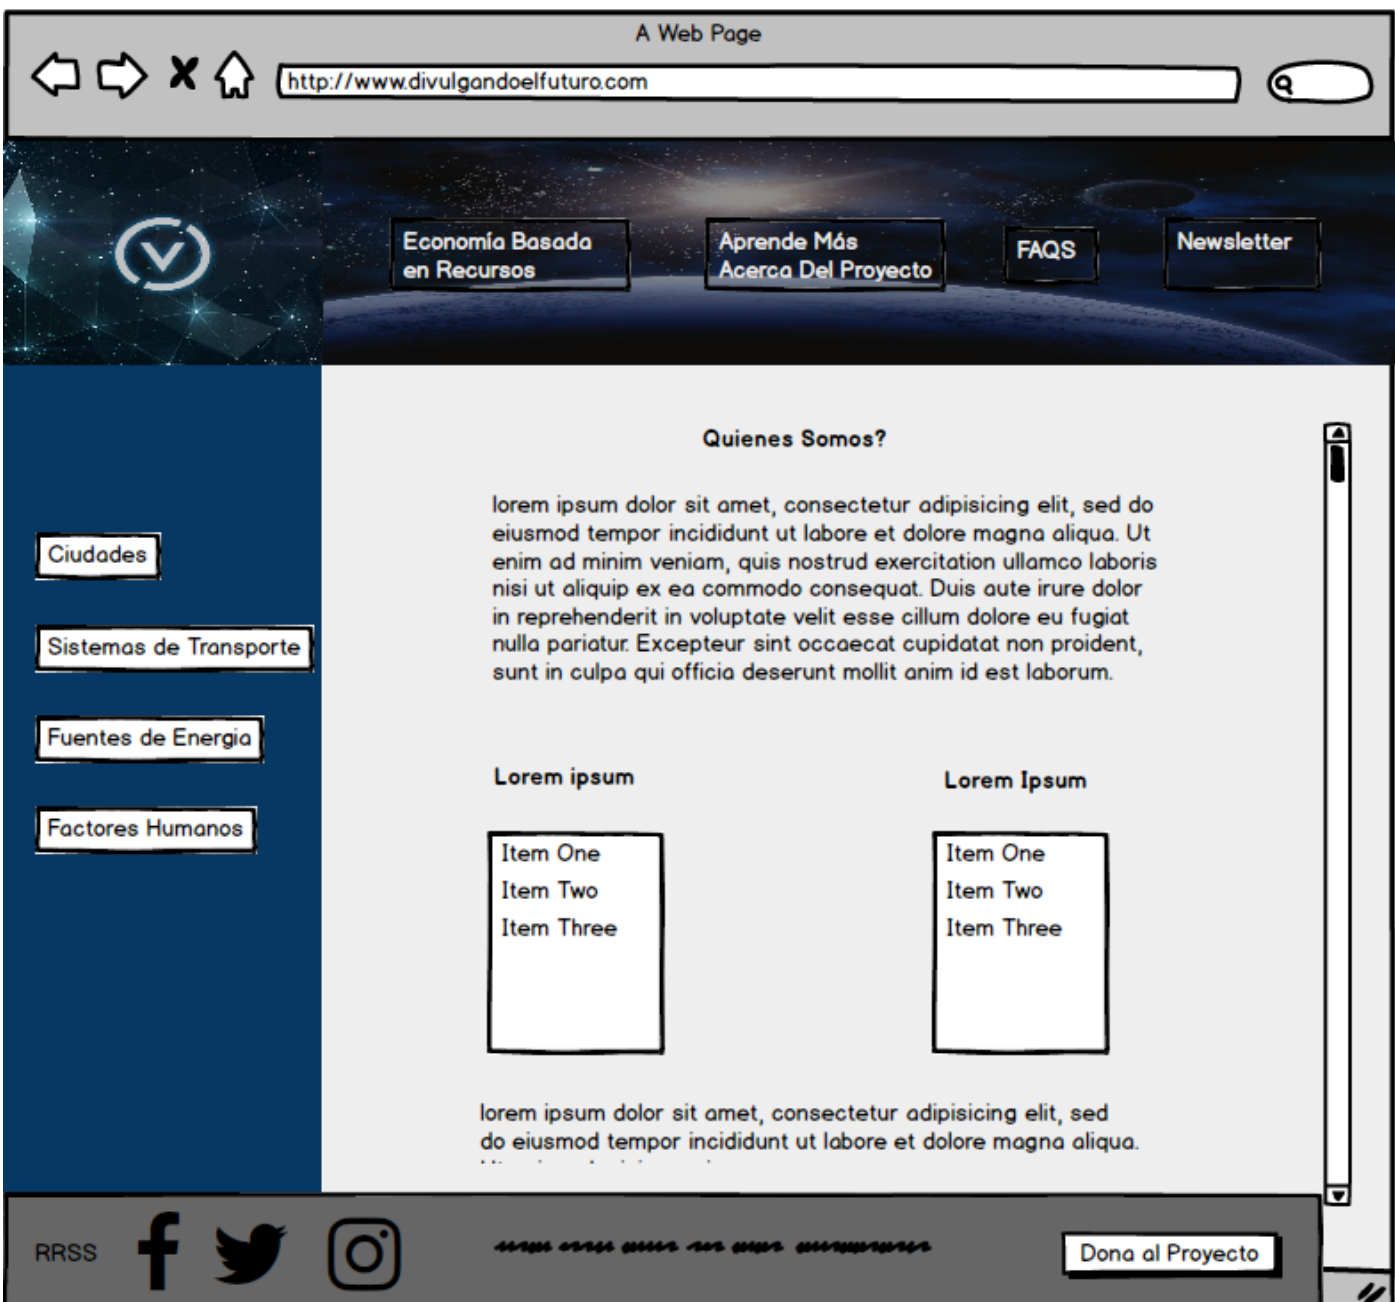 A Web Page
http://www.divulgandoelfuturo.com
Economía Basada
en Recursos
Aprende Más
Acerca Del Proyecto
FAQS
Newsletter
Ciudades
Sistemas de Transporte
Fuentes de Energia
Factores Humanos
Quienes Somos?
lorem ipsum dolor sit amet, consectetur adipisicing elit, sed do
eiusmod tempor incididunt ut labore et dolore magna aliqua. Ut
enim ad minim veniam, quis nostrud exercitation ullamco laboris
nisi ut aliquip ex ea commodo consequat. Duis aute irure dolor
in reprehenderit in voluptate velit esse cillum dolore eu fugiat
nulla pariatur. Excepteur sint occaecat cupidatat non proident,
sunt in culpa qui officia deserunt mollit anim id est laborum.
Lorem ipsum
Item One
Item Two
Item Three
Lorem Ipsum
Item One
Item Two
Item Three
lorem ipsum dolor sit amet, consectetur adipisicing elit, sed
do eiusmod tempor incididunt ut labore et dolore magna aliqua.
RRSS
Dona al Proyecto